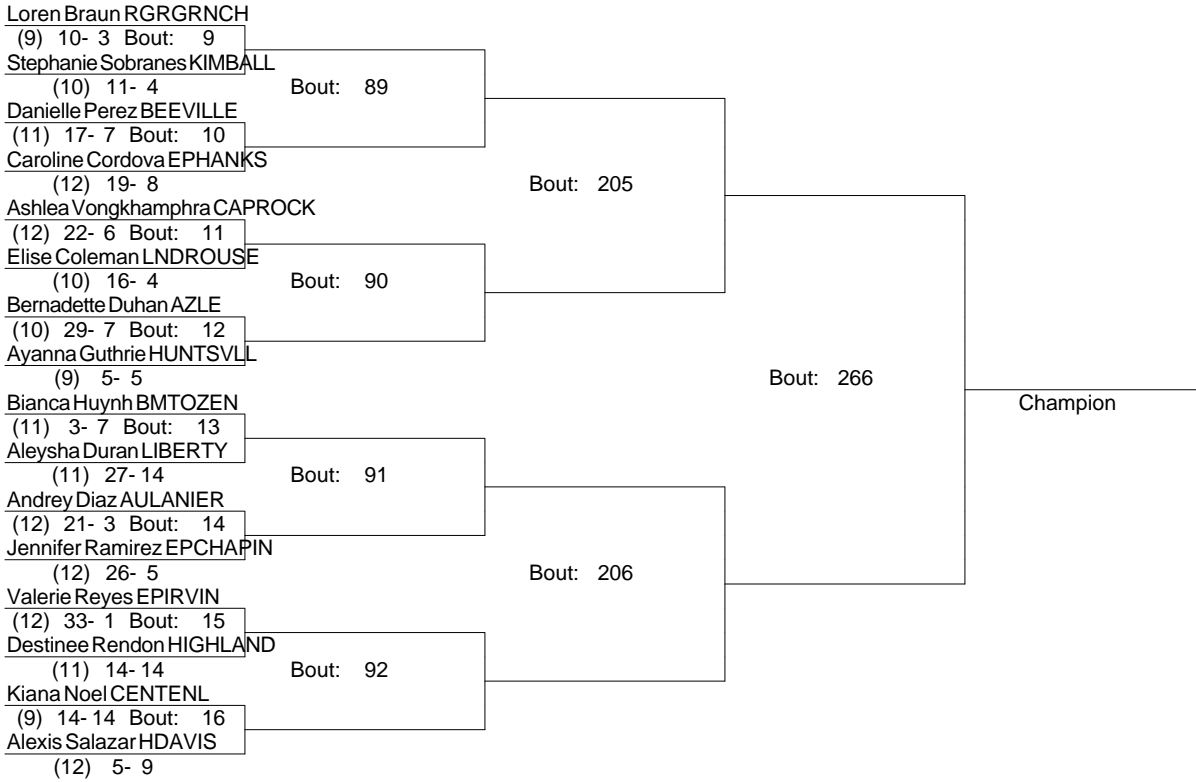 Loren Braun RGRGRNCH
(9) 10- 3 Bout: 9
Stephanie Sobranes KIMBALL
(10) 11- 4 Bout: 89
Danielle Perez BEEVILLE
(11) 17- 7 Bout: 10
Caroline Cordova EPHANKS
(12) 19- 8 Bout: 205
Ashlea Vongkhamphra CAPROCK
(12) 22- 6 Bout: 11
Elise Coleman LNDROUSE
(10) 16- 4 Bout: 90
Bernadette Duhan AZLE
(10) 29- 7 Bout: 12
Ayanna Guthrie HUNTSVLL
(9) 5- 5 Bout: 266
Bianca Huynh BMTOZEN Champion
(11) 3- 7 Bout: 13
Aleysha Duran LIBERTY
(11) 27- 14 Bout: 91
Andrey Diaz AULANIER
(12) 21- 3 Bout: 14
Jennifer Ramirez EPCHAPIN
(12) 26- 5 Bout: 206
Valerie Reyes EPIRVIN
(12) 33- 1 Bout: 15
Destinee Rendon HIGHLAND
(11) 14- 14 Bout: 92
Kiana Noel CENTENL
(9) 14- 14 Bout: 16
Alexis Salazar HDAVIS
(12) 5- 9